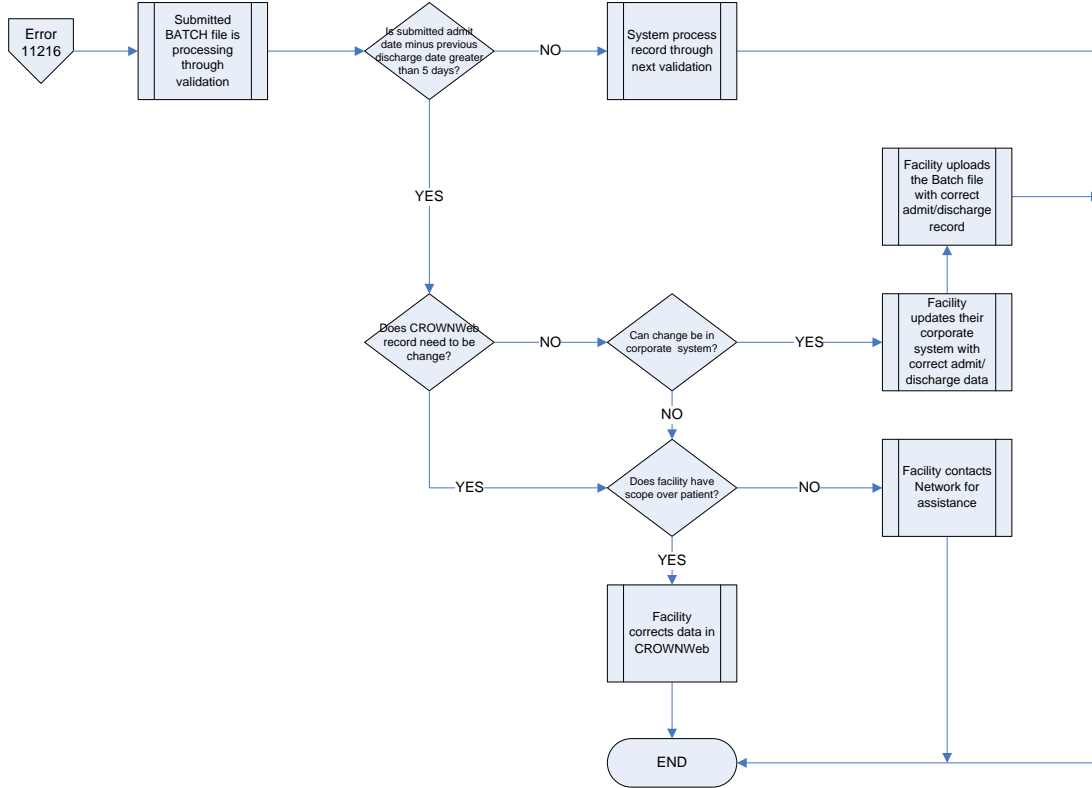 Error
11216
Submitted
BATCH file is
processing
through
validation
Is submitted admit
date minus previous
discharge date greater
than 5 days?
NO
System process
record through
next validation
YES
Facility uploads
the Batch file
with correct
admit/discharge
record
Does CROWNWeb
record need to be
change?
NO
Can change be in
corporate system?
YES
Facility
updates their
corporate
system with
correct admit/
discharge data
NO
YES
Does facility have
scope over patient?
NO
Facility contacts
Network for
assistance
YES
Facility
corrects data in
CROWNWeb
END